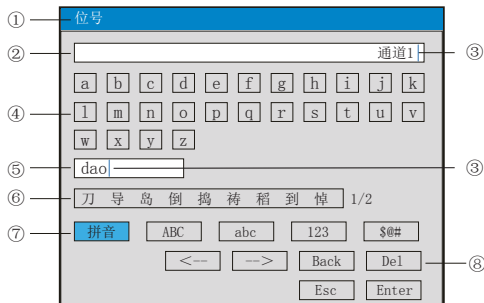 ① 位号
② 通道1 ③
a b c d e f g h i j k
④ l m n o p q r s t u v
w x y z
⑤ dao ③
⑥ 刀 导 岛 倒 捣 祷 稻 到 悼 1/2
⑦ 拼音 ABC abc 123 $@#
<-- --> Back Del ⑧
Esc Enter